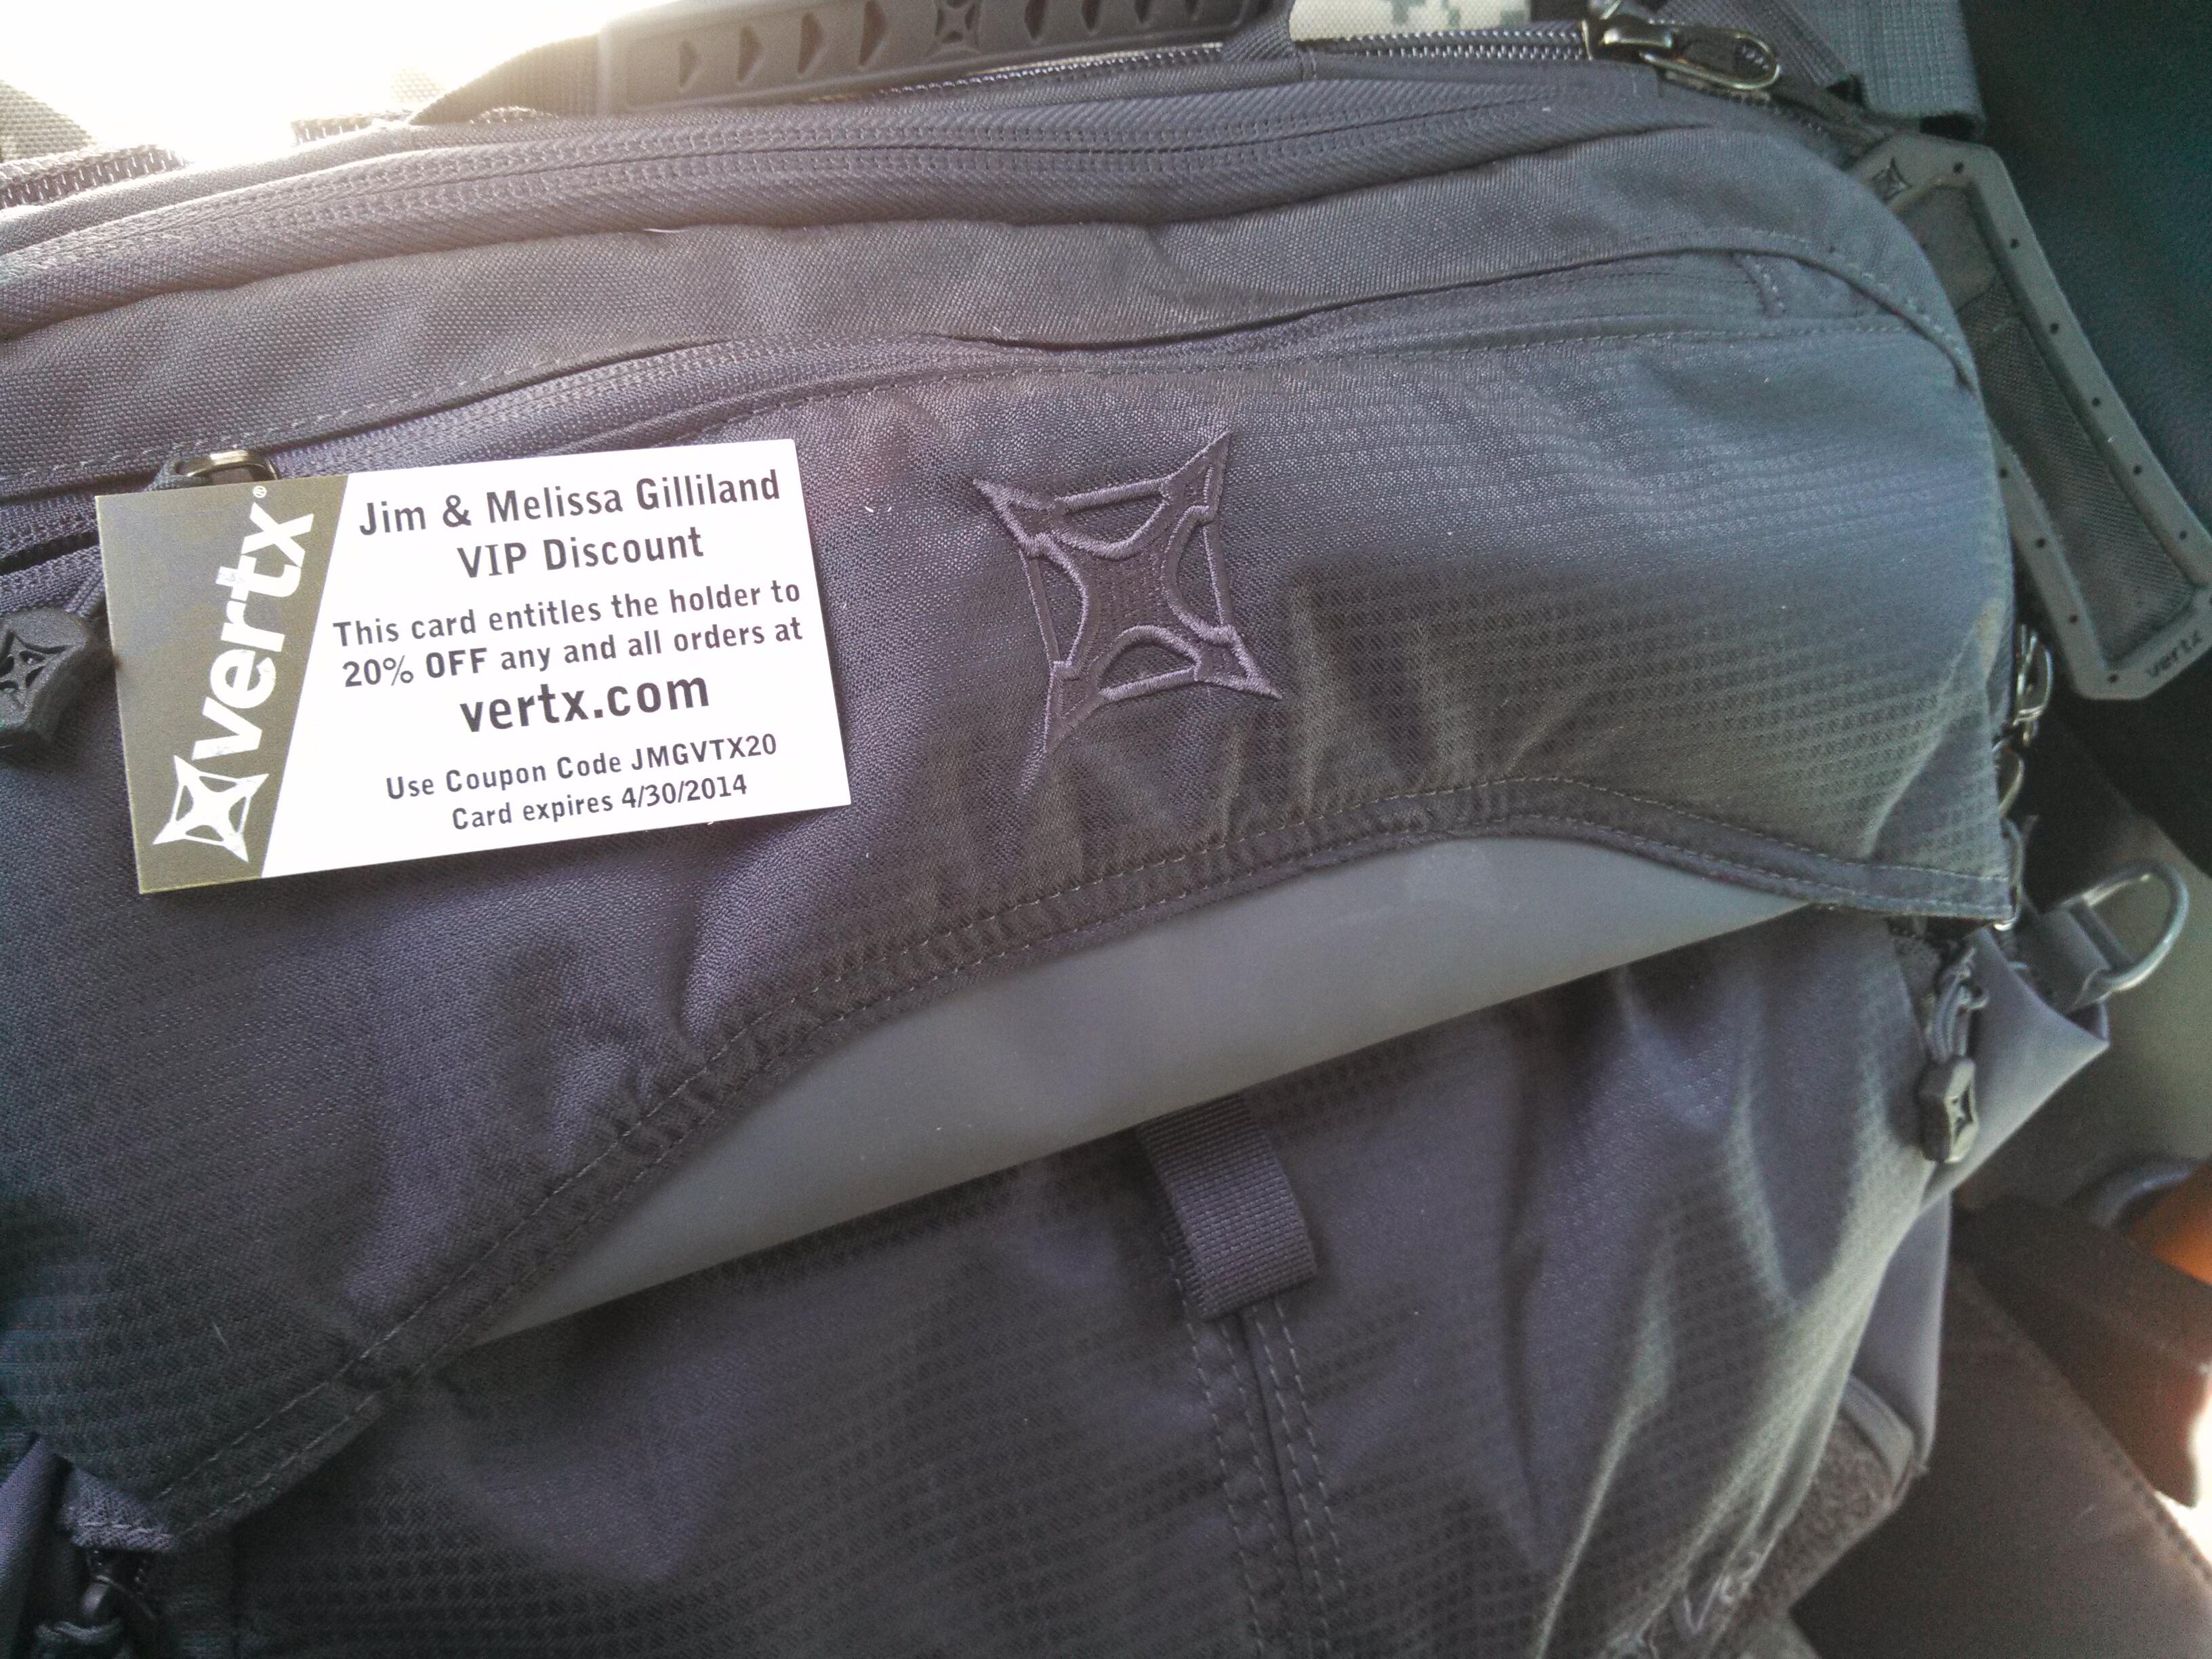 vertx®
Jim & Melissa Gilliland
VIP Discount
This card entitles the holder to
20% OFF any and all orders at
vertx.com
Use Coupon Code JMGVTX20
Card expires 4/30/2014
vertx